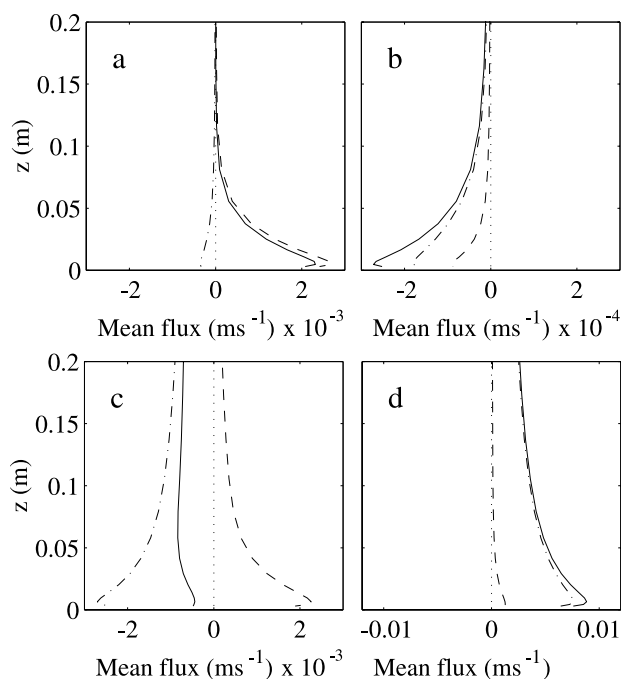 0.2
0.15
0.1
0.05
0
z (m)
a
-2 0 2
Mean flux (ms⁻¹) x 10⁻³
b
-2 0 2
Mean flux (ms⁻¹) x 10⁻⁴
0.2
0.15
0.1
0.05
0
z (m)
c
-2 0 2
Mean flux (ms⁻¹) x 10⁻³
d
-0.01 0 0.01
Mean flux (ms⁻¹)